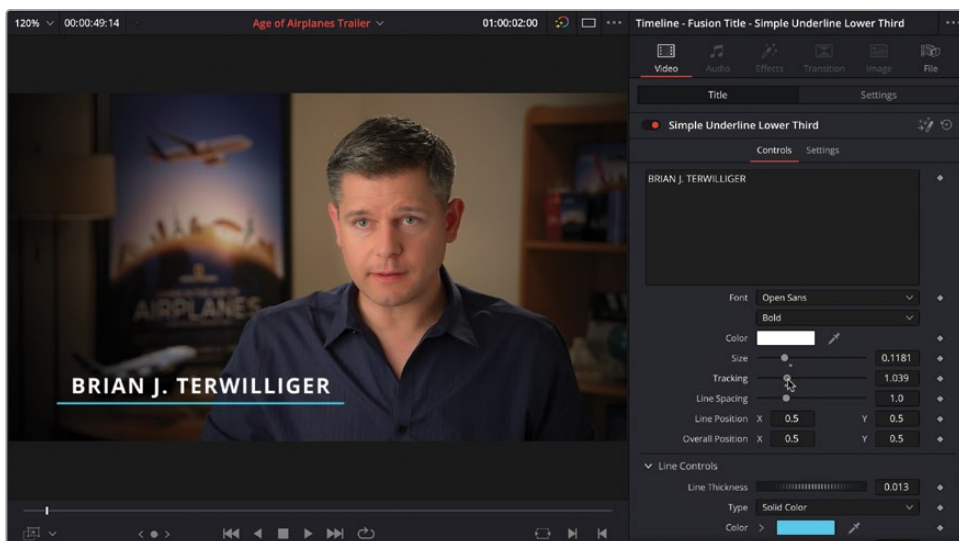 120% 00:00:49:14 Age of Airplanes Trailer 01:00:02:00 Timeline - Fusion Title - Simple Underline Lower Third
Video Audio Effects Transition Image File
Title Settings
Simple Underline Lower Third
Controls Settings
BRIAN J. TERWILLIGER
Font Open Sans
Bold
Color
Size 0.1181
Tracking 1.039
Line Spacing 1.0
Line Position X 0.5 Y 0.5
Overall Position X 0.5 Y 0.5
Line Controls
Line Thickness 0.013
Type Solid Color
Color
AIRPLANES
BRIAN J. TERWILLIGER